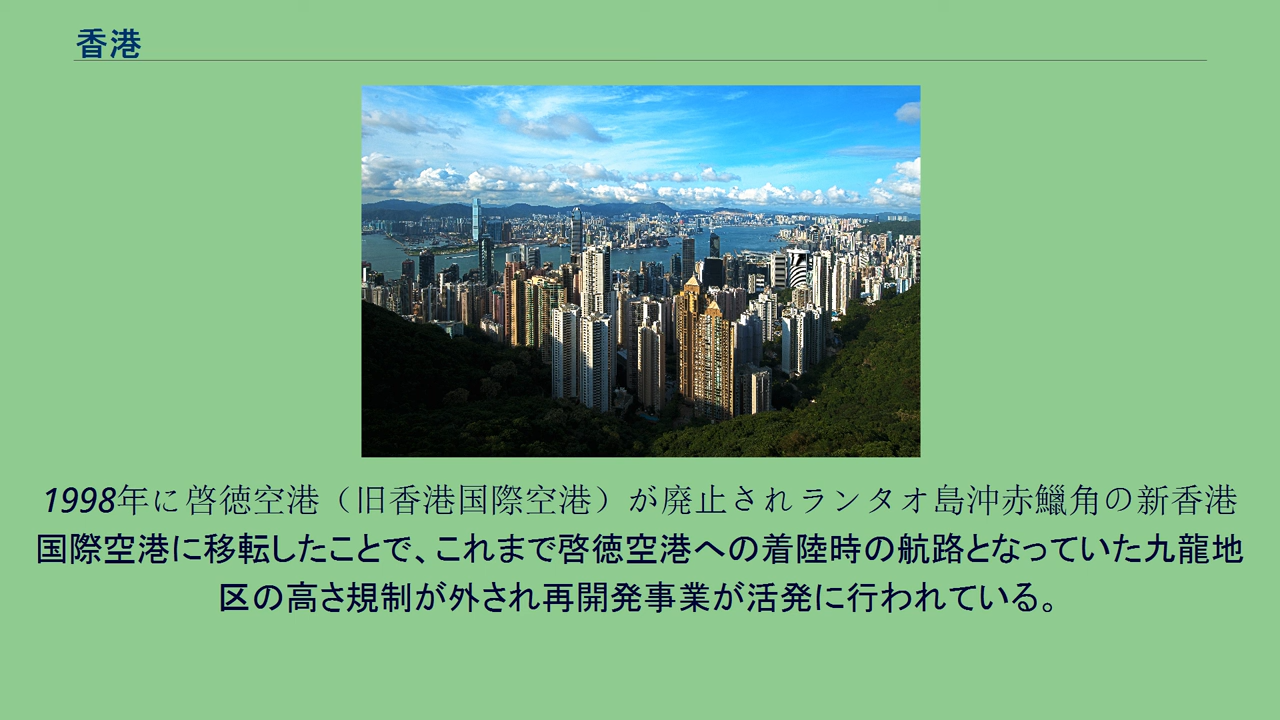 香港
1998年に啓徳空港（旧香港国際空港）が廃止されランタオ島沖赤鱲角の新香港
国際空港に移転したことで、これまで啓徳空港への着陸時の航路となっていた九龍地
区の高さ規制が外され再開発事業が活発に行われている。